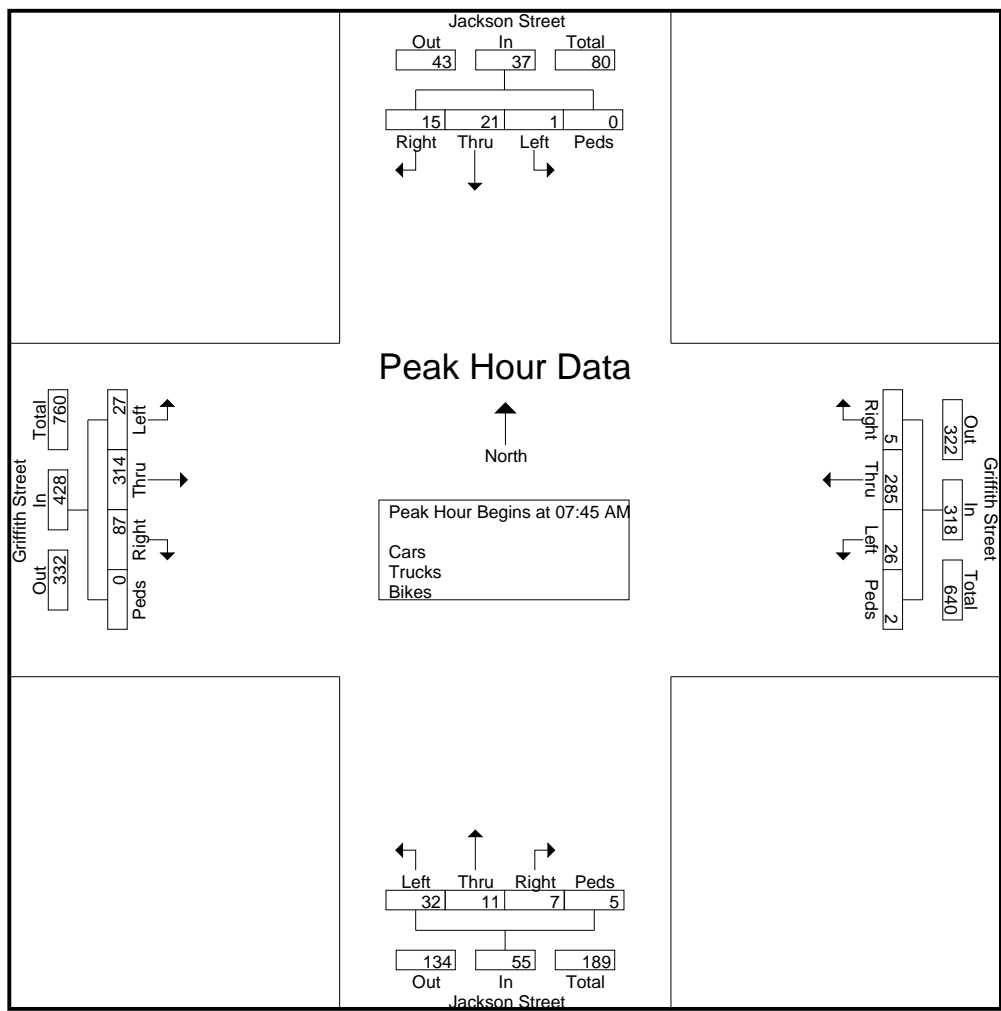 Jackson Street
Out In Total
43 37 80
15 21 1 0
Right Thru Left Peds
Peak Hour Data
North
Peak Hour Begins at 07:45 AM
Cars
Trucks
Bikes
Griffith Street
Out In Total
332 428 760
0 87 314 27
Peds Right Thru Left
Griffith Street
Out In Total
322 318 640
5 285 26 2
Right Thru Left Peds
Left Thru Right Peds
32 11 7 5
134 55 189
Out In Total
Jackson Street